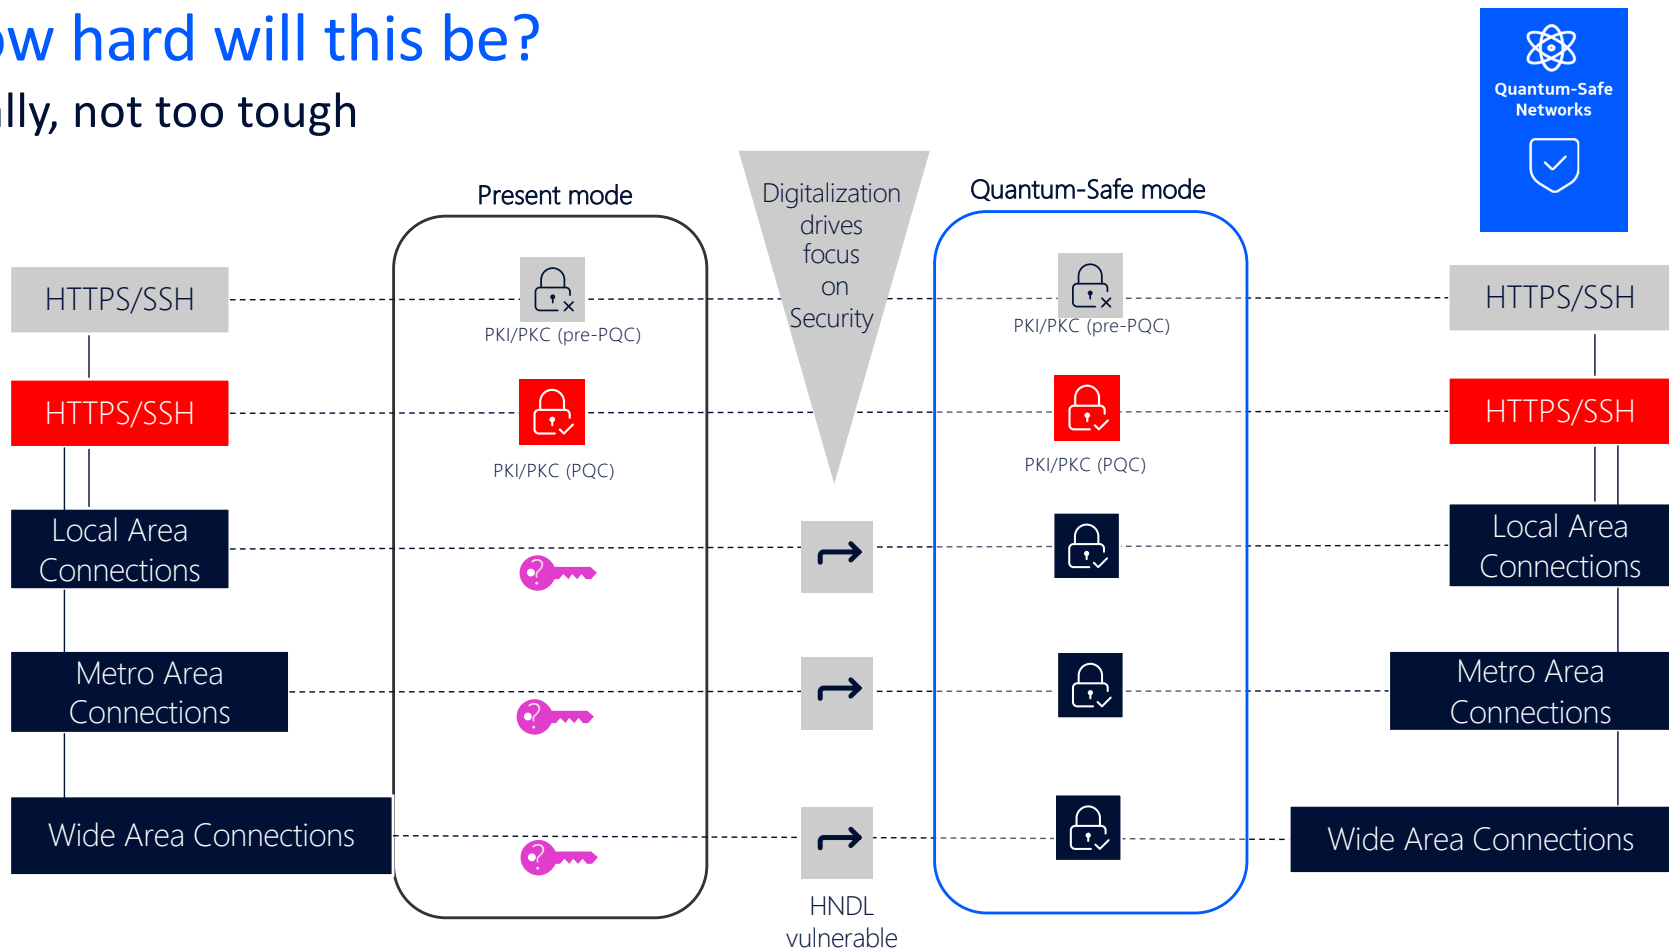 ow hard will this be?
ally, not too tough
Quantum-Safe
Networks
Present mode
Digitalization
drives
focus
on
Security
Quantum-Safe mode
HTTPS/SSH
PKI/PKC (pre-PQC)
PKI/PKC (pre-PQC)
HTTPS/SSH
HTTPS/SSH
PKI/PKC (PQC)
PKI/PKC (PQC)
HTTPS/SSH
Local Area
Connections
?
Local Area
Connections
Metro Area
Connections
?
Metro Area
Connections
Wide Area Connections
?
Wide Area Connections
HNDL
vulnerable